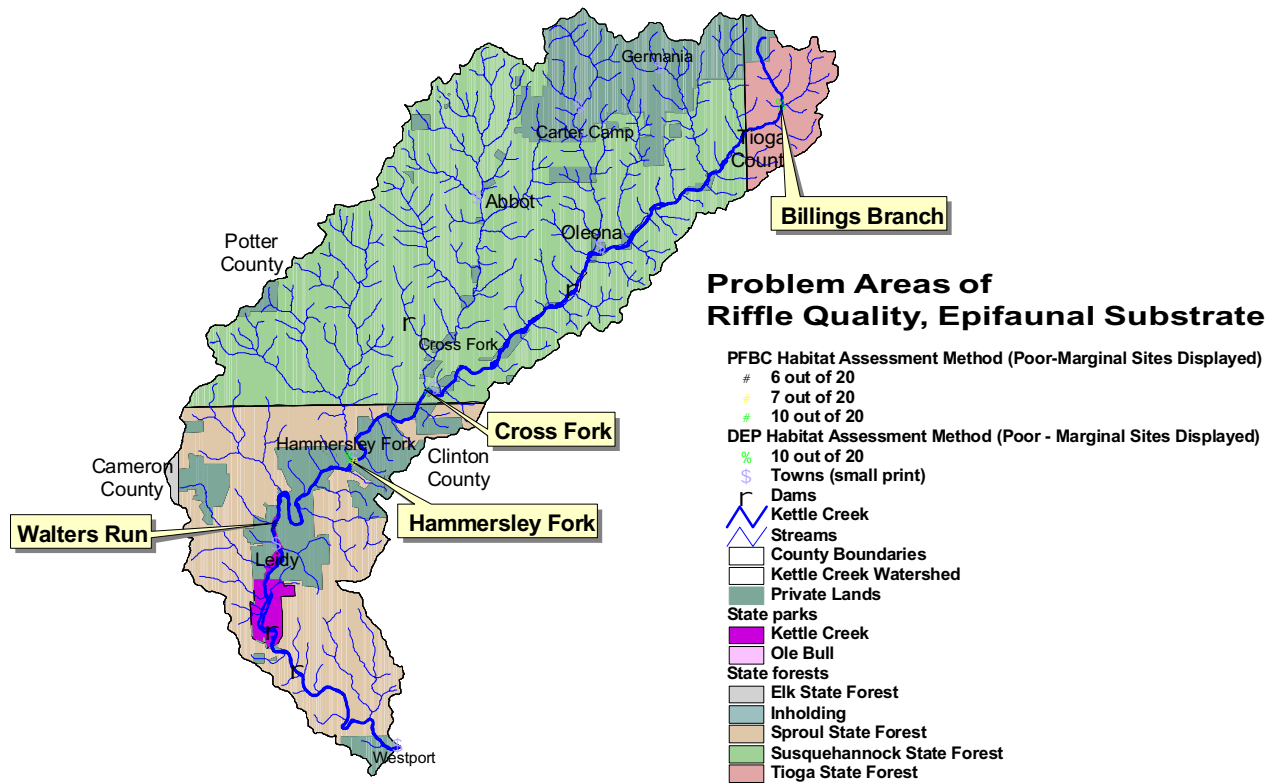 Germania
Carter Camp
Tioga
County
Billings Branch
Abbot
Oleona
Potter
County
r
r
Cross Fork
Cross Fork
Hammersley Fork
Clinton
County
Cameron
County
Hammersley Fork
Walters Run
Leidy
r
r
Westport
Problem Areas of
Riffle Quality, Epifaunal Substrate
PFBC Habitat Assessment Method (Poor-Marginal Sites Displayed)
# 6 out of 20
# 7 out of 20
# 10 out of 20
DEP Habitat Assessment Method (Poor - Marginal Sites Displayed)
% 10 out of 20
$ Towns (small print)
r Dams
Kettle Creek
Streams
County Boundaries
Kettle Creek Watershed
Private Lands
State parks
Kettle Creek
Ole Bull
State forests
Elk State Forest
Inholding
Sproul State Forest
Susquehannock State Forest
Tioga State Forest